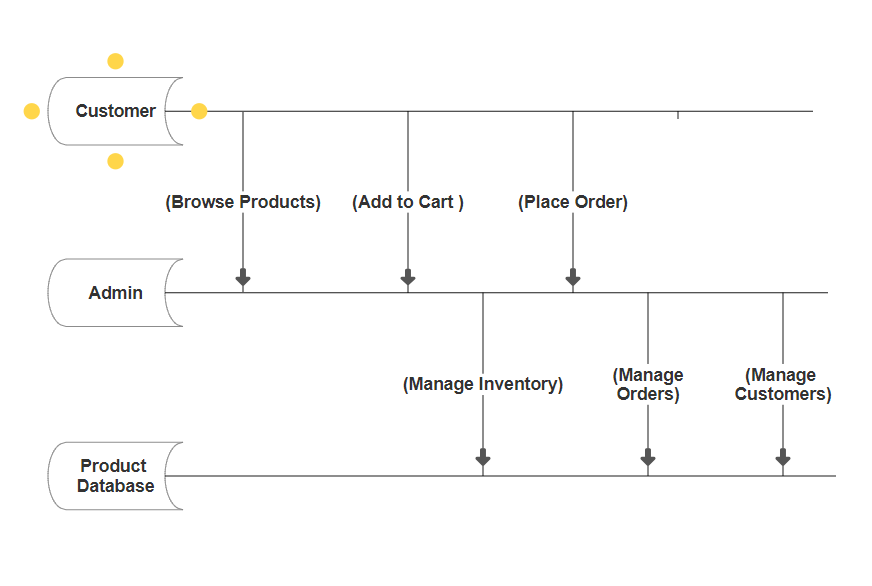 Customer
(Browse Products)
(Add to Cart )
(Place Order)
Admin
(Manage Inventory)
(Manage
Orders)
(Manage
Customers)
Product
Database